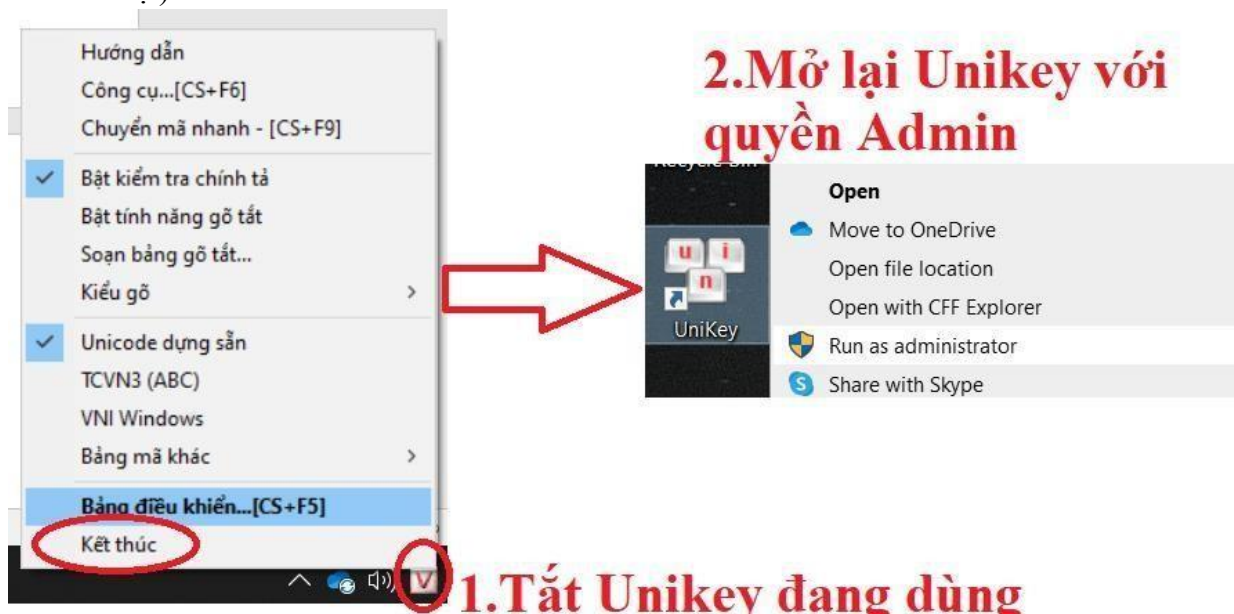 Hướng dẫn
Công cụ...[CS+F6]
Chuyển mã nhanh - [CS+F9]
Bật kiểm tra chính tả
Bật tính năng gõ tắt
Soạn bảng gõ tắt...
Kiểu gõ
Unicode dựng sẵn
TCVN3 (ABC)
VNI Windows
Bảng mã khác
Bảng điều khiển...[CS+F5]
Kết thúc
1.Tắt Unikey đang dùng
2.Mở lại Unikey với
quyền Admin
u i
n
UniKey
Open
Move to OneDrive
Open file location
Open with CFF Explorer
Run as administrator
Share with Skype